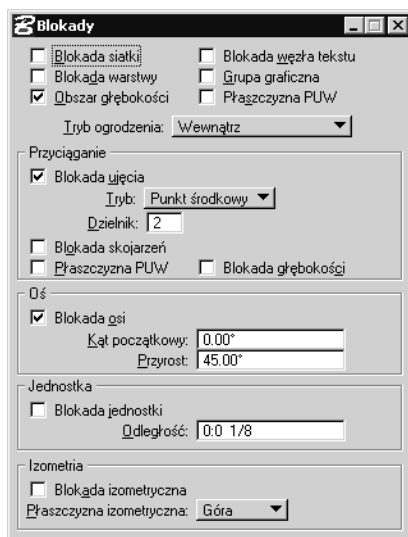 Blokady
Blokada siatki Blokada węzła tekstu
Blokada warstwy Grupa graficzna
Obszar głębokości Płaszczyzna PUW
Tryb ogrodzenia: Wewnątrz
Przyciąganie
Blokada ujęcia
Tryb: Punkt środkowy
Dzielnik: 2
Blokada skojarzeń
Płaszczyzna PUW Blokada głębokości
Oś
Blokada osi
Kąt początkowy: 0.00°
Przyrost: 45.00°
Jednostka
Blokada jednostki
Odległość: 0:0 1/8
Izometria
Blokada izometryczna
Płaszczyzna izometryczna: Góra